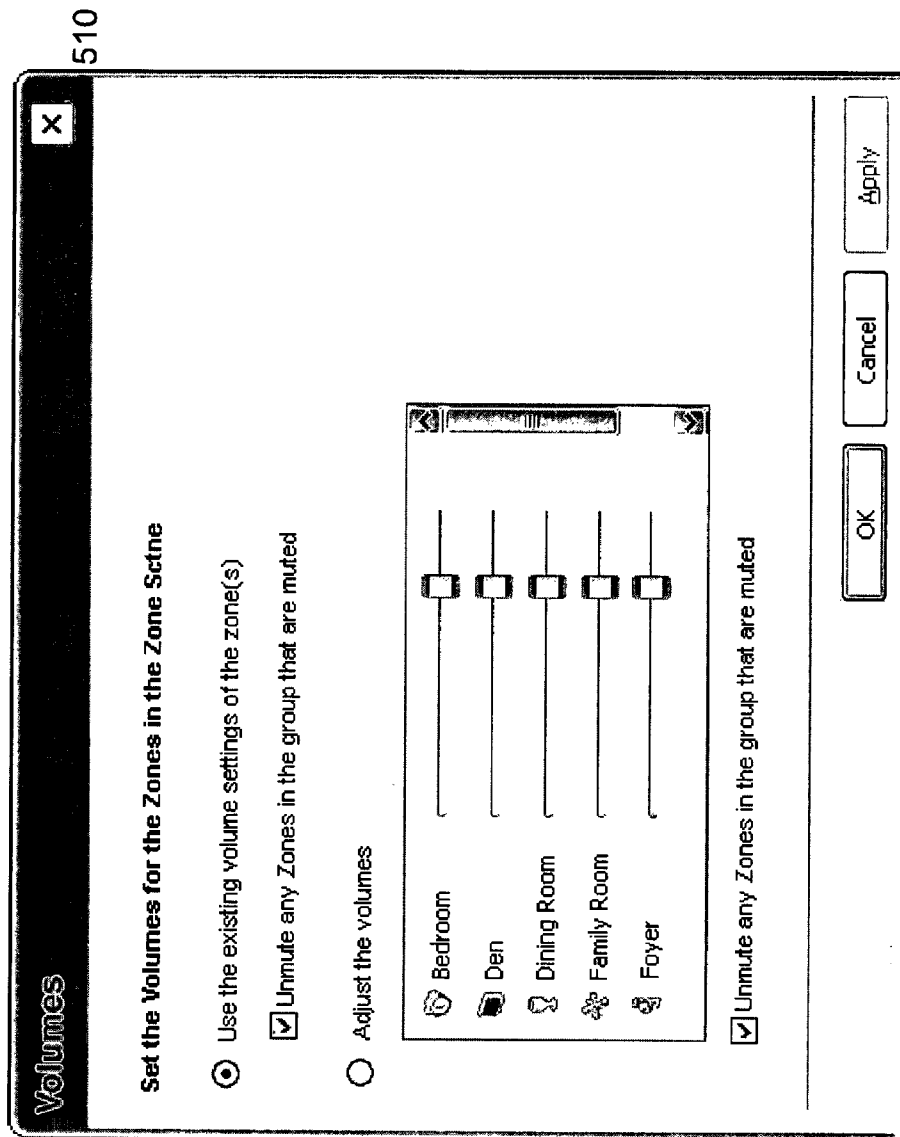 510
Volumes
Set the Volumes for the Zones in the Zone Sctne
Use the existing volume settings of the zone(s)
Unmute any Zones in the group that are muted
Adjust the volumes
Bedroom
Den
Dining Room
Family Room
Foyer
Unmute any Zones in the group that are muted
OK
Cancel
Apply